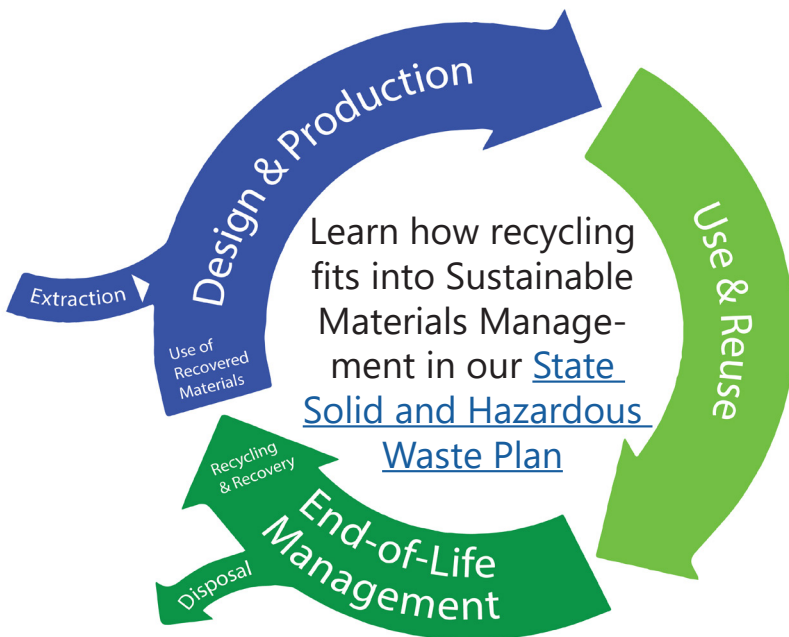 Design & Production
Extraction
Use of
Recovered
Materials
Use & Reuse
Learn how recycling
fits into Sustainable
Materials Manage-
ment in our State
Solid and Hazardous
Waste Plan
Recycling
& Recovery
End-of-Life
Management
Disposal